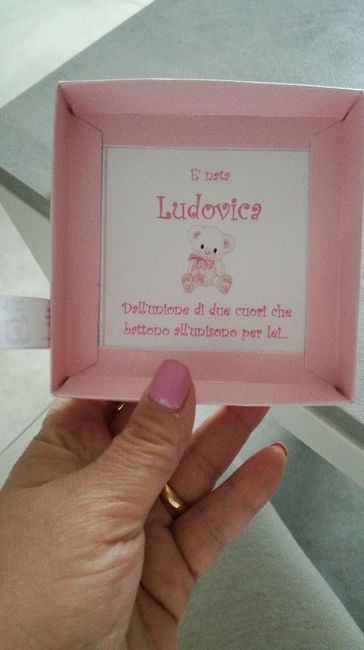 E' nata
Ludovica
Dall'unione di due cuori che
battono all'unisono per lei...